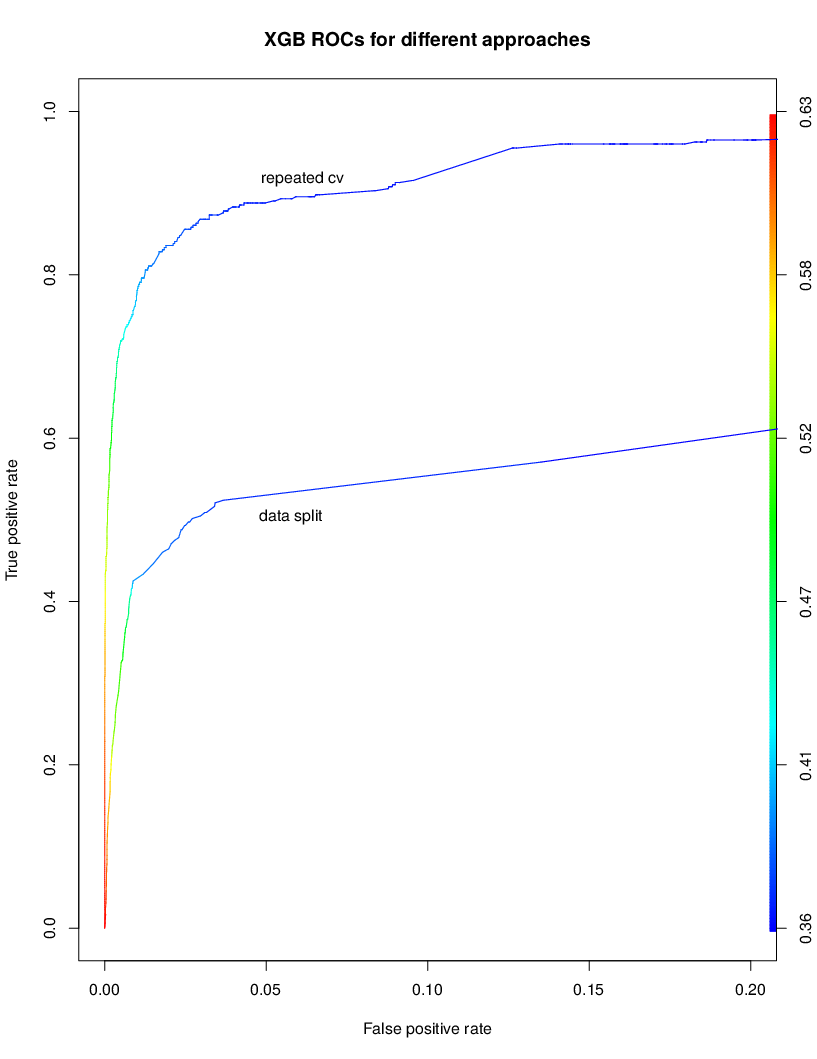 XGB ROCs for different approaches
True positive rate
1.0
0.8
0.6
0.4
0.2
0.0
repeated cv
data split
0.63
0.58
0.52
0.47
0.41
0.36
0.00 0.05 0.10 0.15 0.20
False positive rate